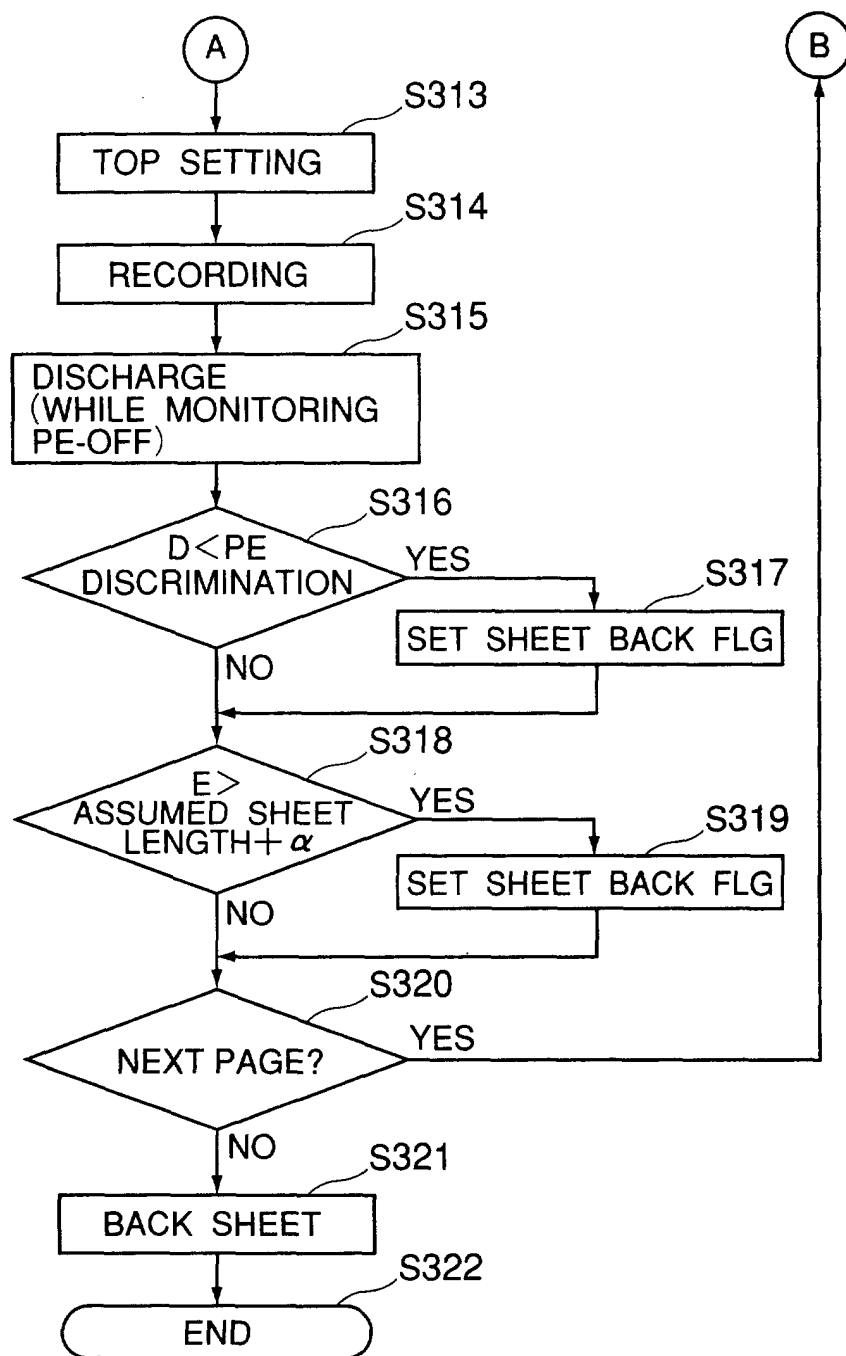 A
B
S313
TOP SETTING
S314
RECORDING
S315
DISCHARGE
(WHILE MONITORING
PE-OFF)
S316
D<PE
DISCRIMINATION
YES
S317
SET SHEET BACK FLG
NO
S318
E>
ASSUMED SHEET
LENGTH+α
YES
S319
SET SHEET BACK FLG
NO
S320
NEXT PAGE?
YES
NO
S321
BACK SHEET
S322
END